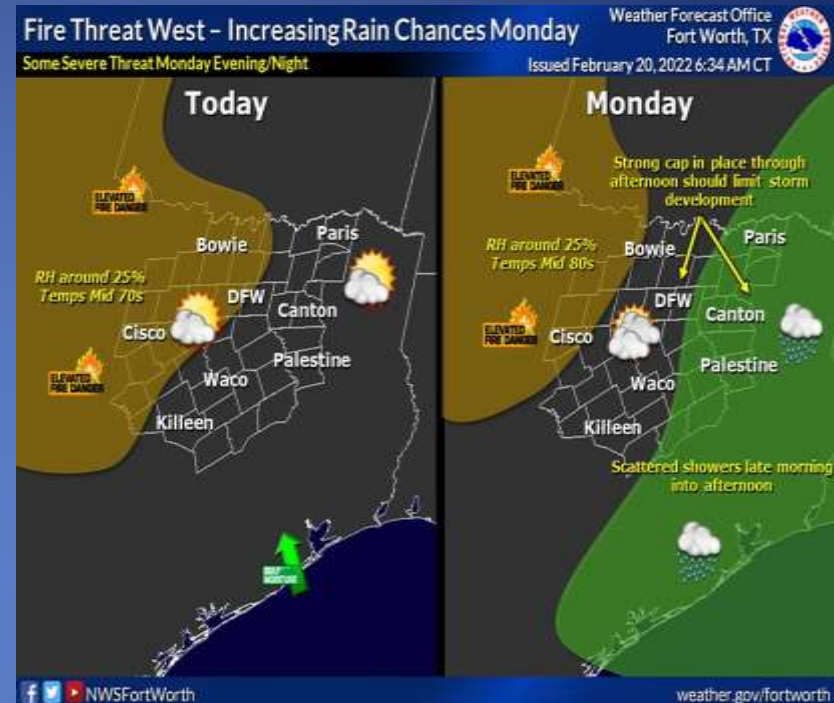 Fire Threat West – Increasing Rain Chances Monday
Weather Forecast Office
Fort Worth, TX
Some Severe Threat Monday Evening/Night
Issued February 20, 2022 6:34 AM CT
Today
ELEVATED
FIRE DANGER
Paris
Bowie
RH around 25%
Temps Mid 70s
DFW
Canton
Cisco
Palestine
ELEVATED
FIRE DANGER
Waco
Killeen
GULF
MOISTURE
Monday
Strong cap in place through
afternoon should limit storm
development
ELEVATED
FIRE DANGER
Paris
RH around 25%
Temps Mid 80s
Bowie
DFW
Canton
ELEVATED
FIRE DANGER
Cisco
Palestine
Waco
Killeen
Scattered showers late morning
into afternoon
NWSFortWorth
weather.gov/fortworth